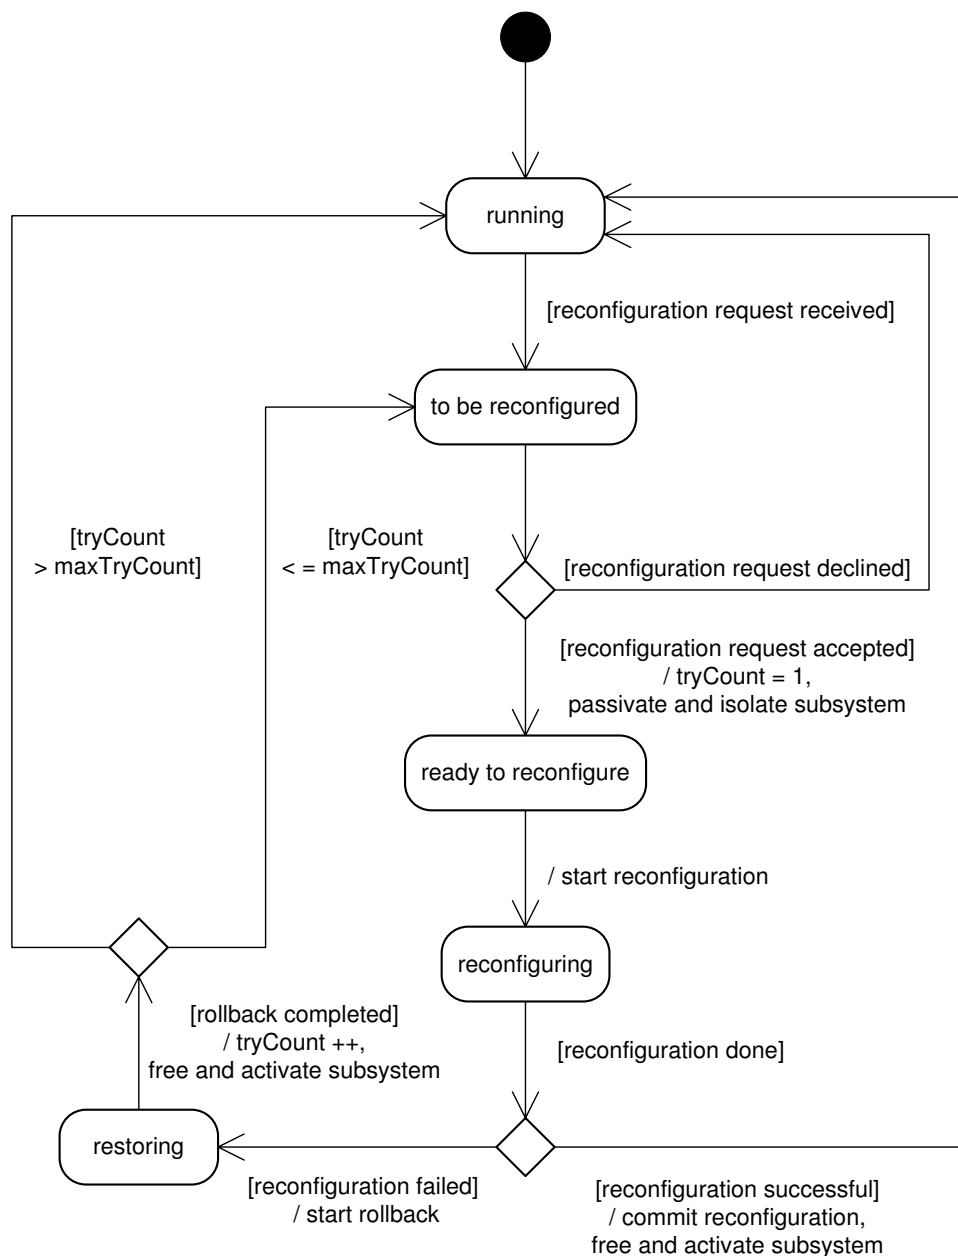 running
[reconfiguration request received]
to be reconfigured
[tryCount
> maxTryCount]
[tryCount
< = maxTryCount]
[reconfiguration request declined]
[reconfiguration request accepted]
/ tryCount = 1,
passivate and isolate subsystem
ready to reconfigure
/ start reconfiguration
reconfiguring
[rollback completed]
/ tryCount ++,
free and activate subsystem
[reconfiguration done]
restoring
[reconfiguration failed]
/ start rollback
[reconfiguration successful]
/ commit reconfiguration,
free and activate subsystem